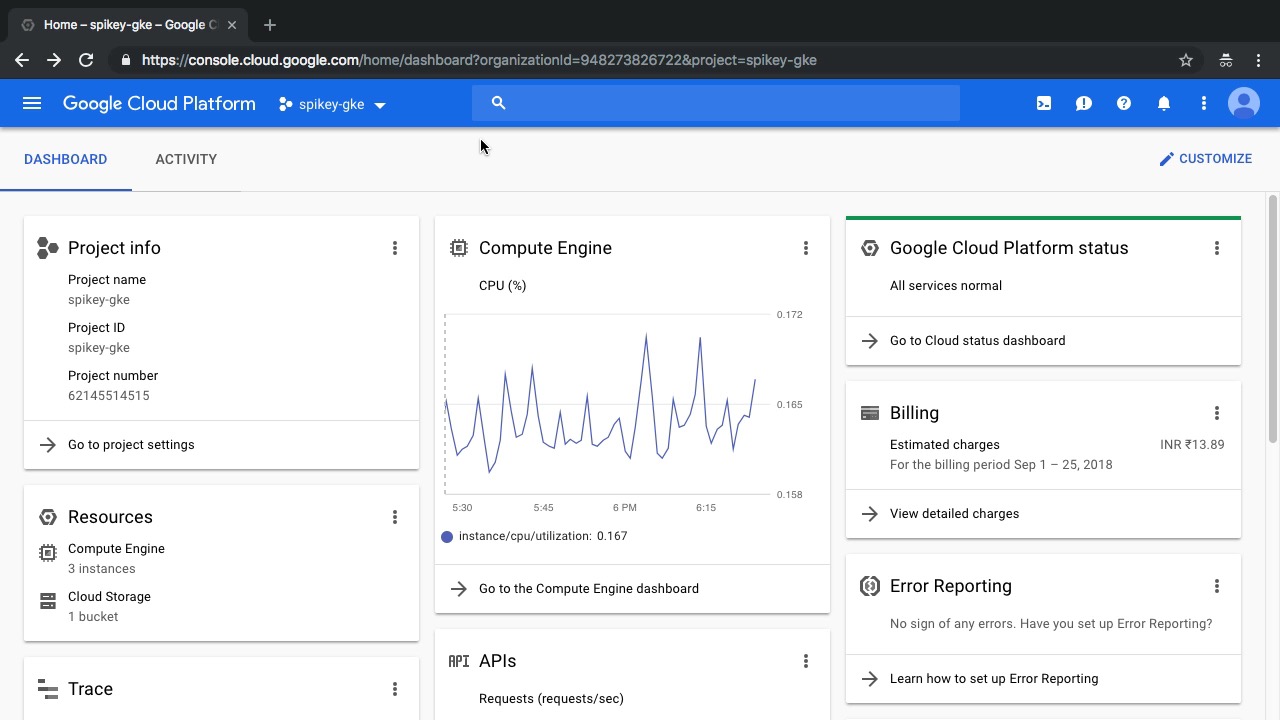 Home – spikey-gke – Google C
https://console.cloud.google.com/home/dashboard?organizationId=948273826722&project=spikey-gke
Google Cloud Platform
spikey-gke
DASHBOARD
ACTIVITY
CUSTOMIZE
Project info
Project name
spikey-gke
Project ID
spikey-gke
Project number
62145514515
Go to project settings
Resources
Compute Engine
3 instances
Cloud Storage
1 bucket
Trace
Compute Engine
CPU (%)
0.172
0.165
0.158
5:30 5:45 6 PM 6:15
instance/cpu/utilization: 0.167
Go to the Compute Engine dashboard
API APIs
Requests (requests/sec)
Google Cloud Platform status
All services normal
Go to Cloud status dashboard
Billing
Estimated charges INR ₹13.89
For the billing period Sep 1 – 25, 2018
View detailed charges
Error Reporting
No sign of any errors. Have you set up Error Reporting?
Learn how to set up Error Reporting